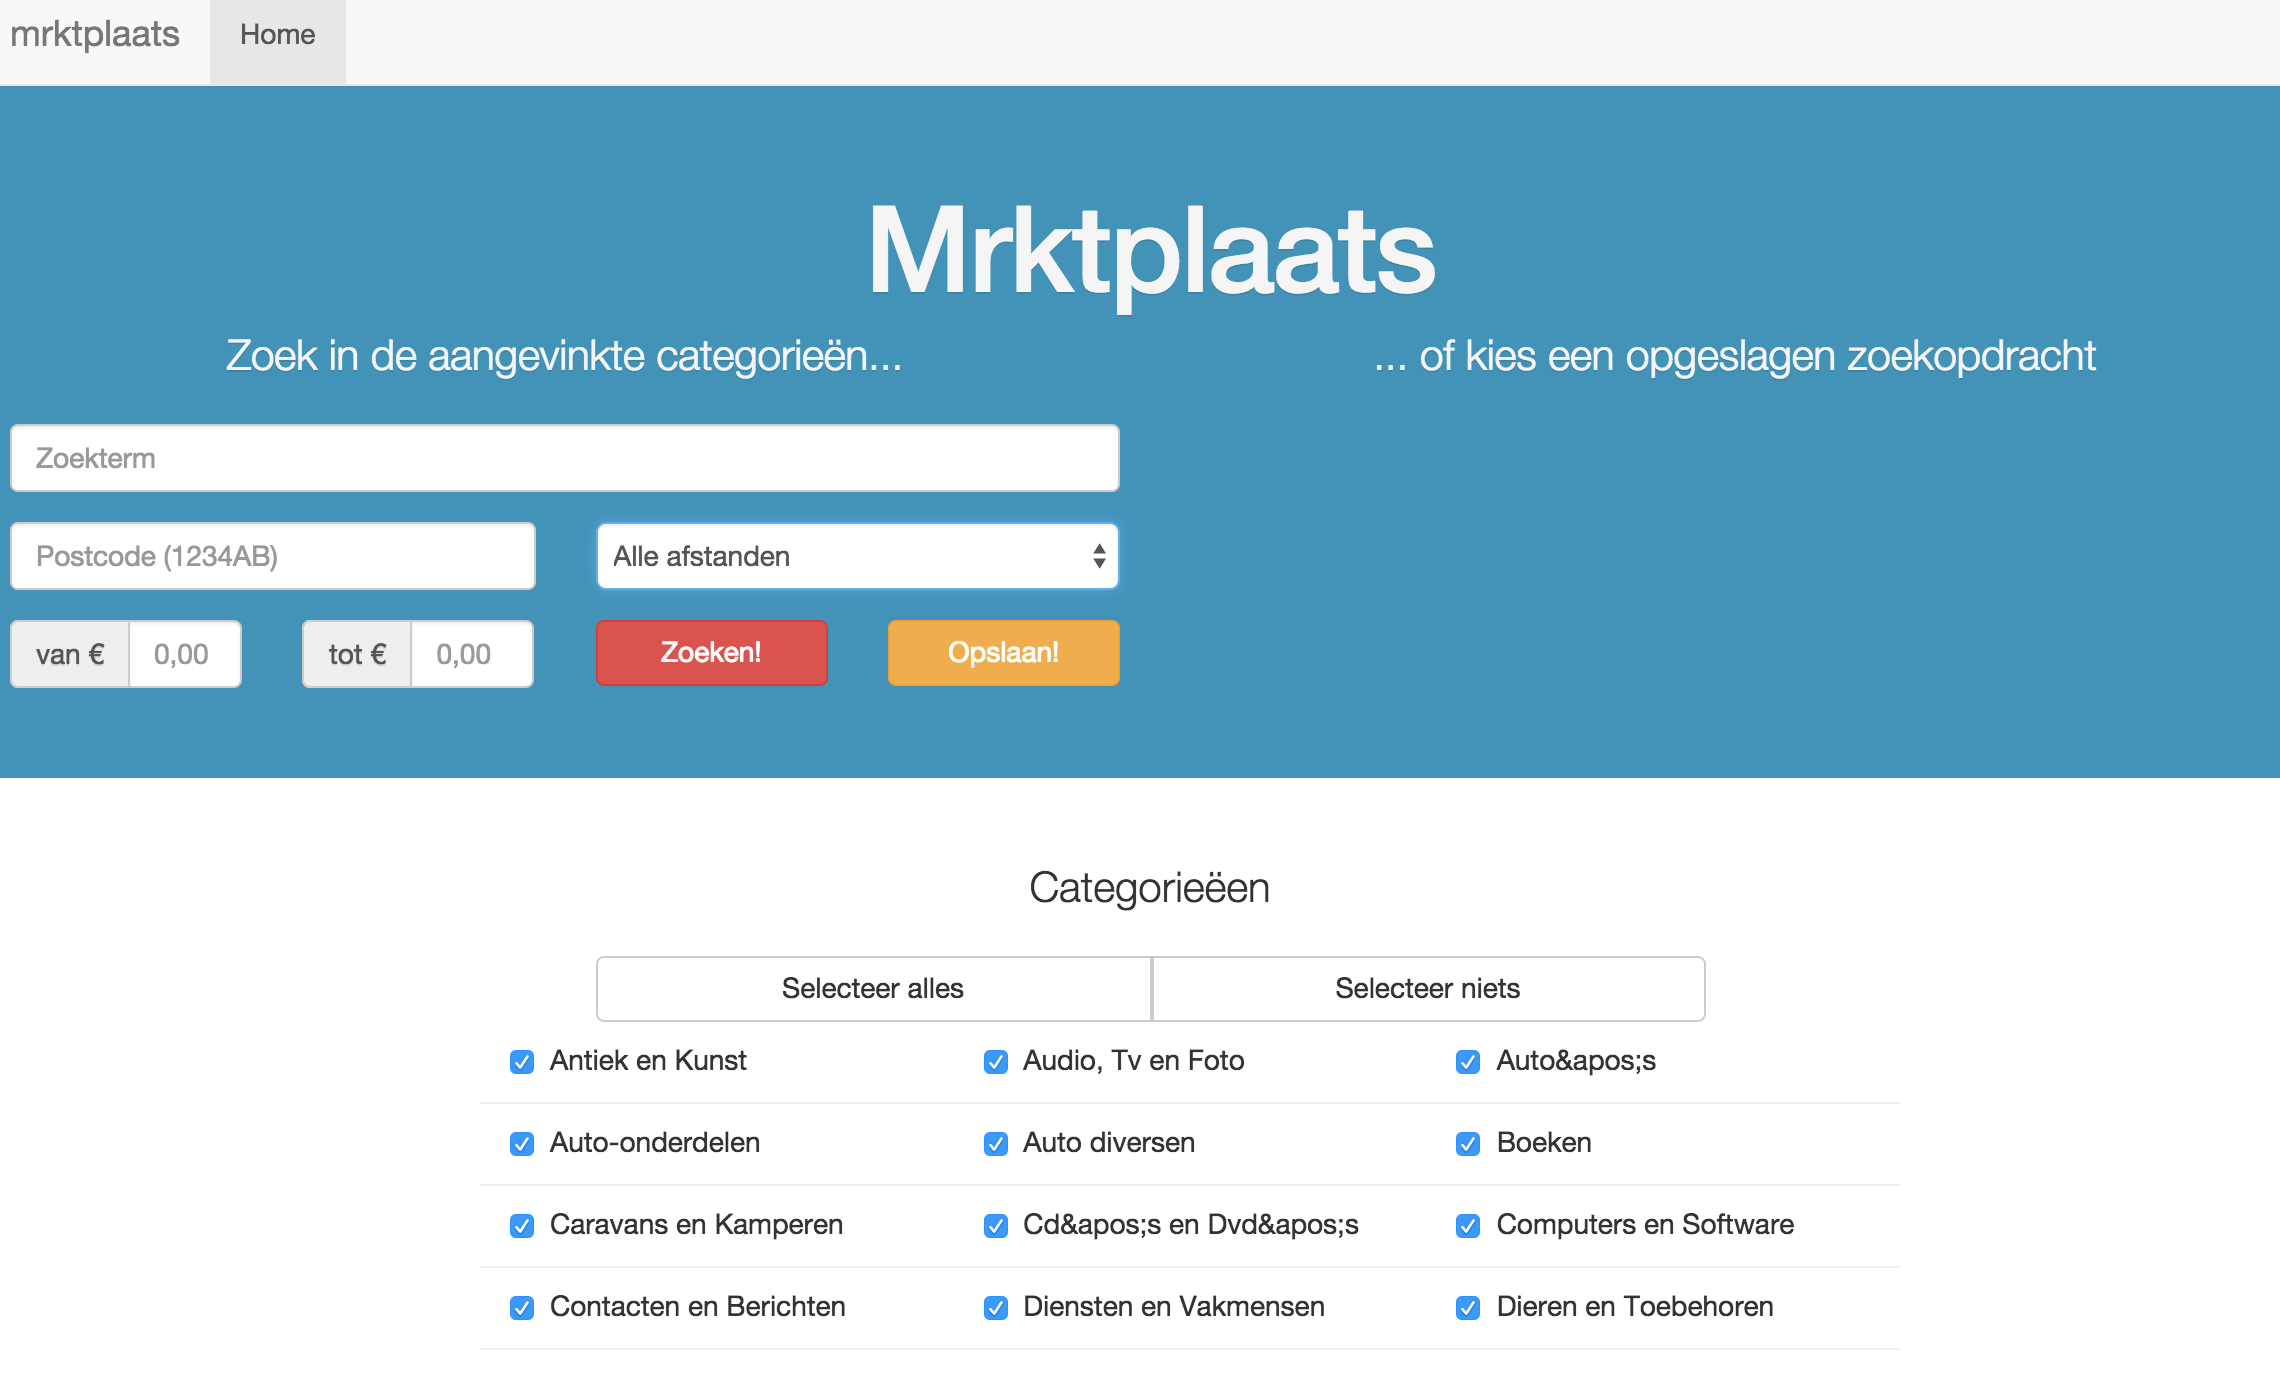 mrktplaats Home
Mrktplaats
Zoek in de aangevinkte categorieën... ... of kies een opgeslagen zoekopdracht
Zoekterm
Postcode (1234AB) Alle afstanden
van € 0,00 tot € 0,00 Zoeken! Opslaan!
Categorieëen
Selecteer alles Selecteer niets
Antiek en Kunst Audio, Tv en Foto Auto&apos;s
Auto-onderdelen Auto diversen Boeken
Caravans en Kamperen Cd&apos;s en Dvd&apos;s Computers en Software
Contacten en Berichten Diensten en Vakmensen Dieren en Toebehoren